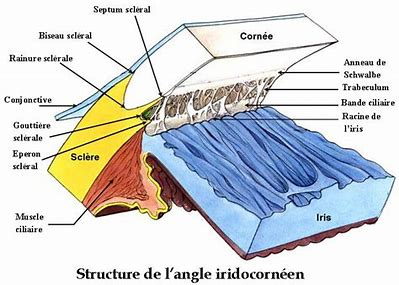 Septum scléral
Biseau scléral
Rainure sclérale
Conjonctive
Gouttière
sclérale
Eperon
scléral
Sclère
Muscle
ciliaire
Cornée
Anneau de
Schwalbe
Trabeculum
Bande ciliaire
Racine de
l'iris
Iris
Structure de l'angle iridocornéen